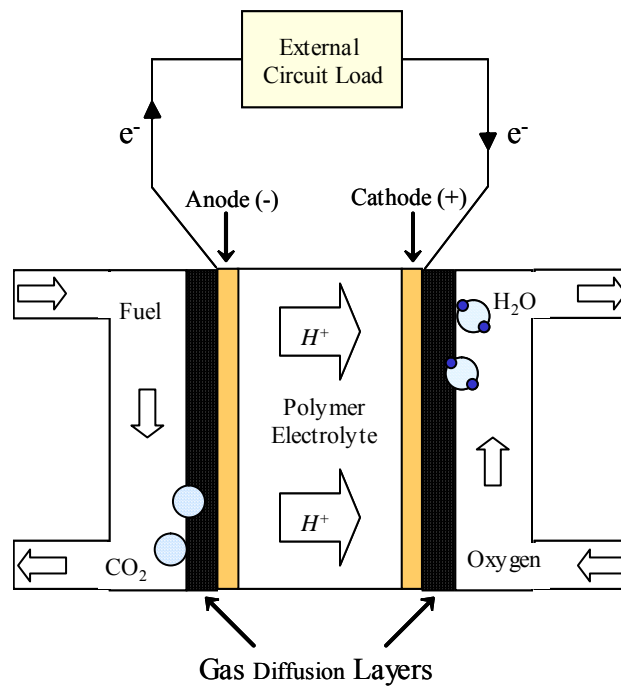 External
Circuit Load
e⁻
e⁻
Anode (-)
Cathode (+)
Fuel
H₂O
H⁺
Polymer
Electrolyte
H⁺
CO₂
Oxygen
Gas Diffusion Layers